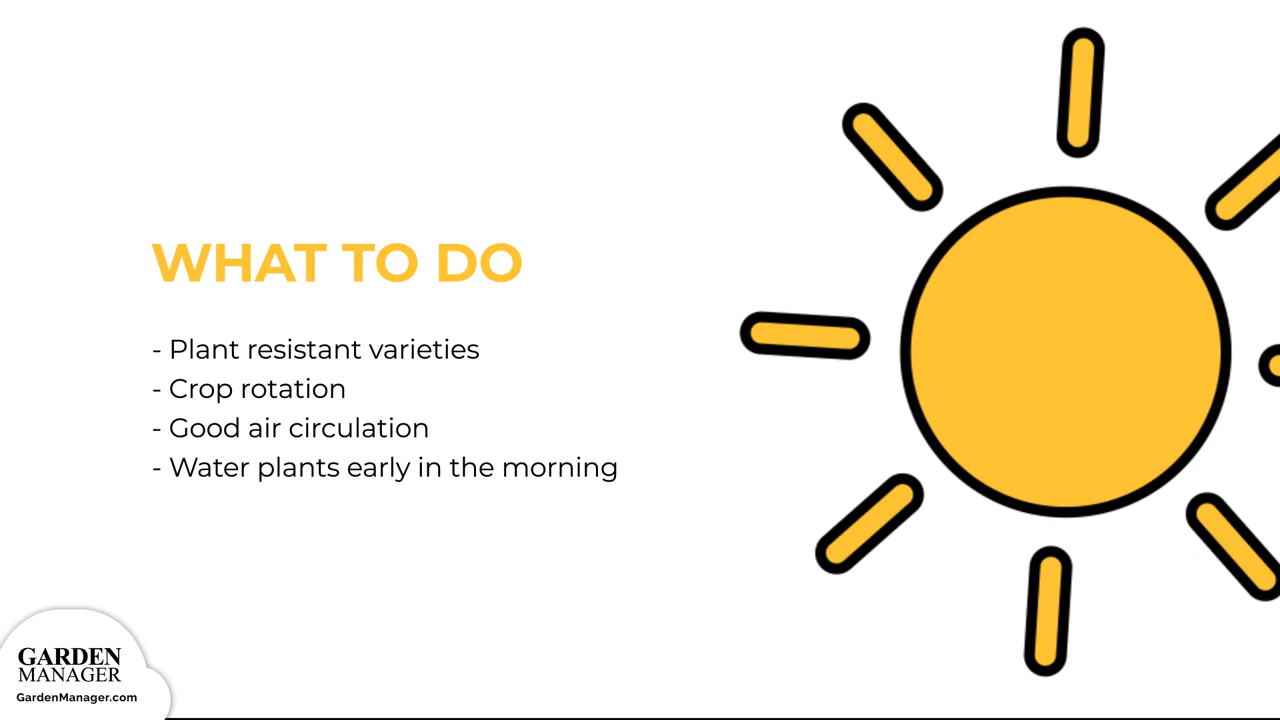 WHAT TO DO
- Plant resistant varieties
- Crop rotation
- Good air circulation
- Water plants early in the morning
GARDEN
MANAGER
GardenManager.com